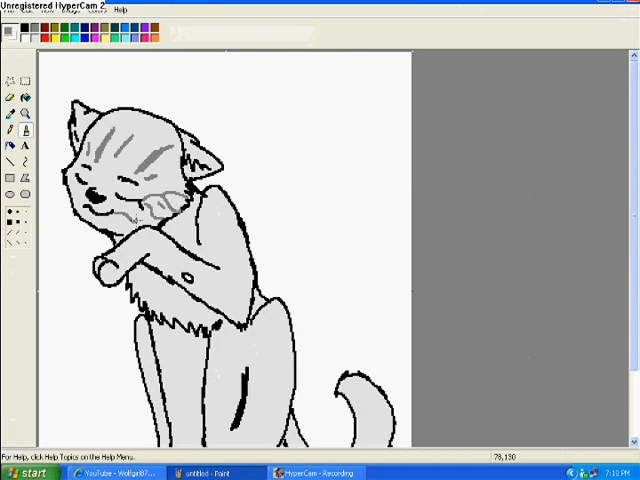 Unregistered HyperCam 2
Help
For Help, click Help Topics on the Help Menu.
78,130
start
YouTube - Wolfgirl87...
untitled - Paint
HyperCam - Recording
7:10 PM